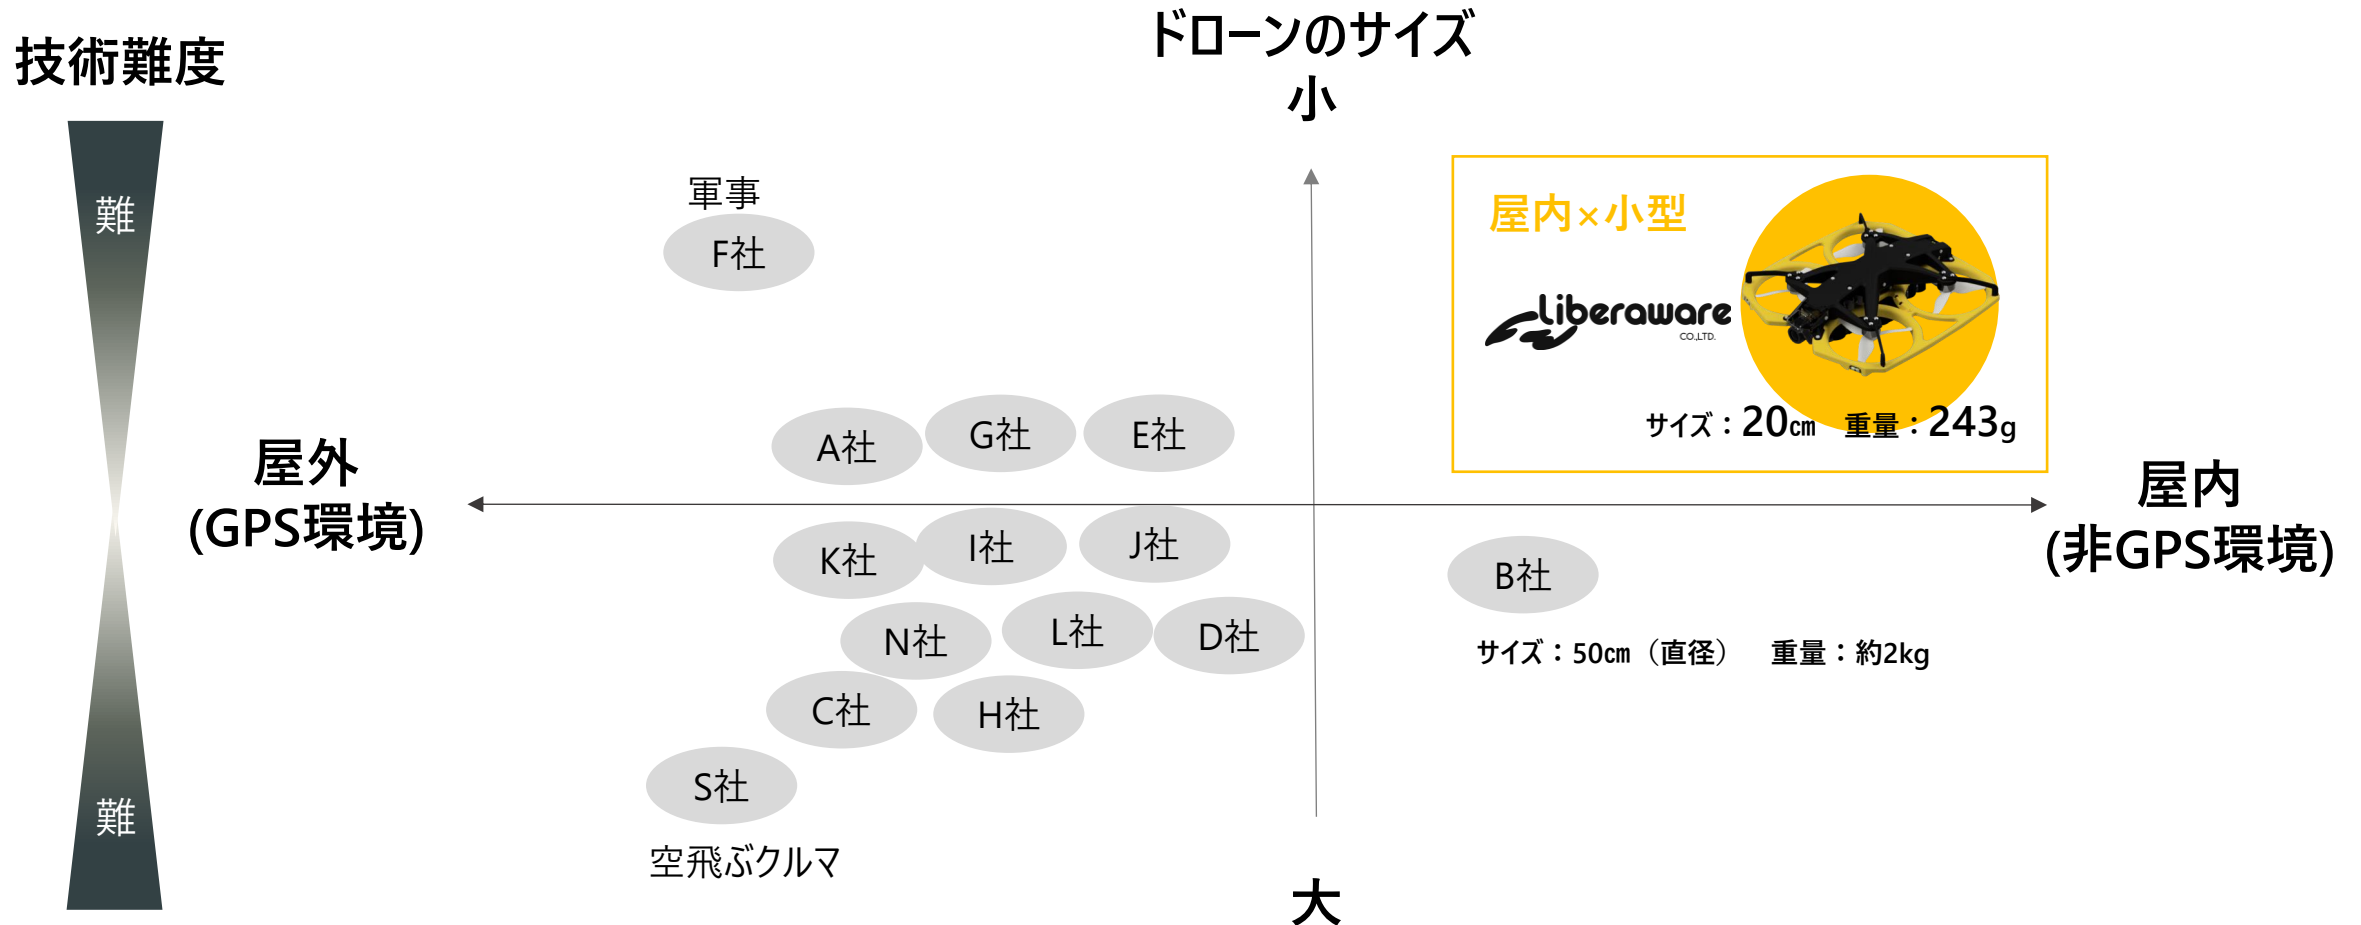 技術難度
難
難
ドローンのサイズ
小
大
屋外
(GPS環境)
屋内
(非GPS環境)
軍事
F社
A社
G社
E社
K社
I社
J社
N社
L社
D社
C社
H社
S社
空飛ぶクルマ
屋内×小型
Liberaware
CO.,LTD.
サイズ：20㎝　重量：243g
B社
サイズ：50㎝（直径）　重量：約2kg